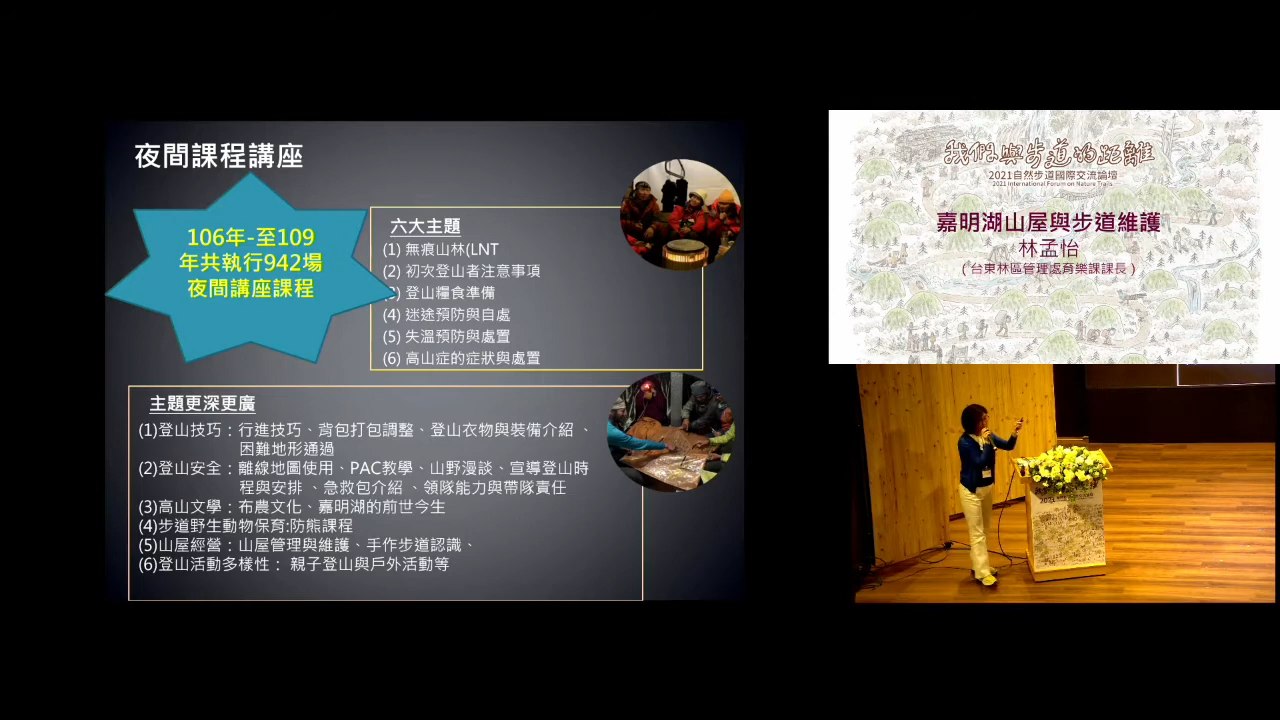 夜間課程講座
106年-至109
年共執行942場
夜間講座課程
六大主題
(1) 無痕山林(LNT
(2) 初次登山者注意事項
3) 登山糧食準備
(4) 迷途預防與自處
(5) 失溫預防與處置
(6) 高山症的症狀與處置
主題更深更廣
(1)登山技巧：行進技巧、背包打包調整、登山衣物與裝備介紹 、
困難地形通過
(2)登山安全：離線地圖使用、PAC教學、山野漫談、宣導登山時
程與安排 、急救包介紹 、領隊能力與帶隊責任
(3)高山文學：布農文化、嘉明湖的前世今生
(4)步道野生動物保育:防熊課程
(5)山屋經營：山屋管理與維護、手作步道認識、
(6)登山活動多樣性： 親子登山與戶外活動等
我們與步道的距離
2021自然步道國際交流論壇
2021 International Forum on Nature Trails
嘉明湖山屋與步道維護
林孟怡
（台東林區管理處育樂課課長）